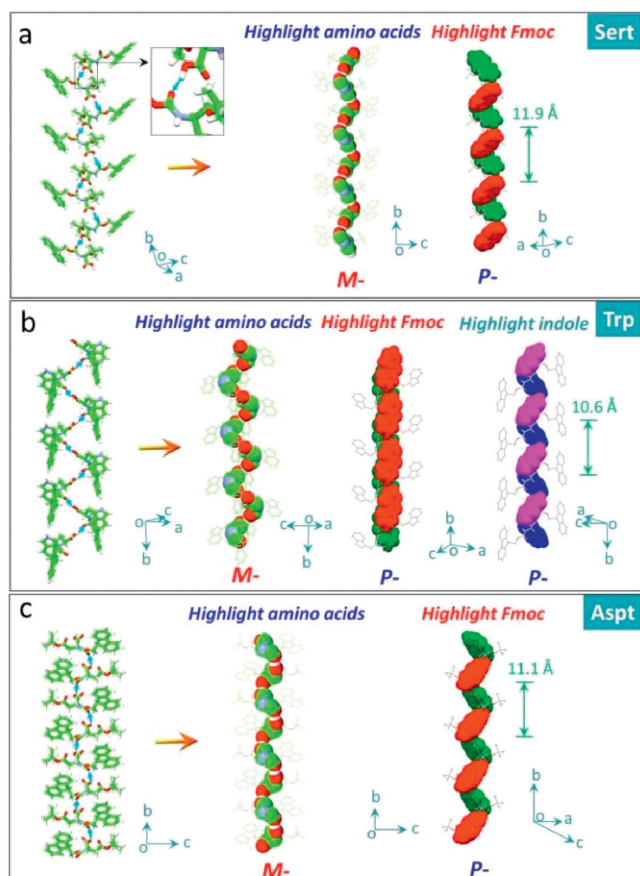 a
Highlight amino acids Highlight Fmoc Sert
11.9 Å
b
o
c
a
b
o
c
b
a
o
c
M-
P-
b
Highlight amino acids Highlight Fmoc Highlight indole Trp
10.6 Å
c
o
a
b
c
o
a
b
b
c
o
a
a
c
o
b
M-
P-
P-
c
Highlight amino acids Highlight Fmoc Aspt
11.1 Å
b
o
c
b
o
c
b
o
a
c
M-
P-